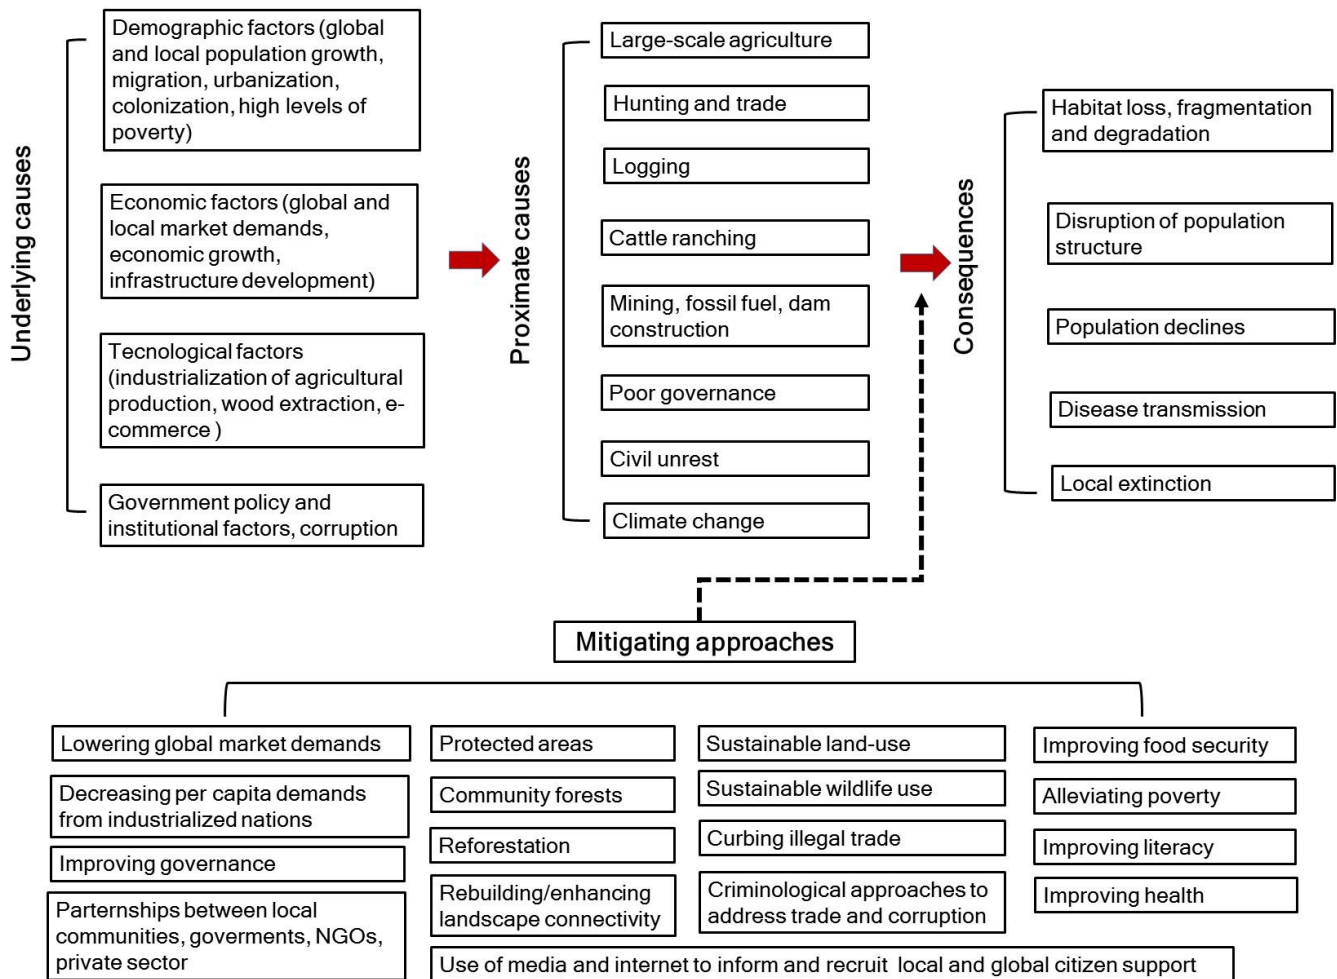 Underlying causes
Demographic factors (global
and local population growth,
migration, urbanization,
colonization, high levels of
poverty)
Economic factors (global and
local market demands,
economic growth,
infrastructure development)
Tecnological factors
(industrialization of agricultural
production, wood extraction, e-
commerce )
Government policy and
institutional factors, corruption
Proximate causes
Large-scale agriculture
Hunting and trade
Logging
Cattle ranching
Mining, fossil fuel, dam
construction
Poor governance
Civil unrest
Climate change
Consequences
Habitat loss, fragmentation
and degradation
Disruption of population
structure
Population declines
Disease transmission
Local extinction
Mitigating approaches
Lowering global market demands
Decreasing per capita demands
from industrialized nations
Improving governance
Parternships between local
communities, goverments, NGOs,
private sector
Protected areas
Community forests
Reforestation
Rebuilding/enhancing
landscape connectivity
Sustainable land-use
Sustainable wildlife use
Curbing illegal trade
Criminological approaches to
address trade and corruption
Improving food security
Alleviating poverty
Improving literacy
Improving health
Use of media and internet to inform and recruit local and global citizen support